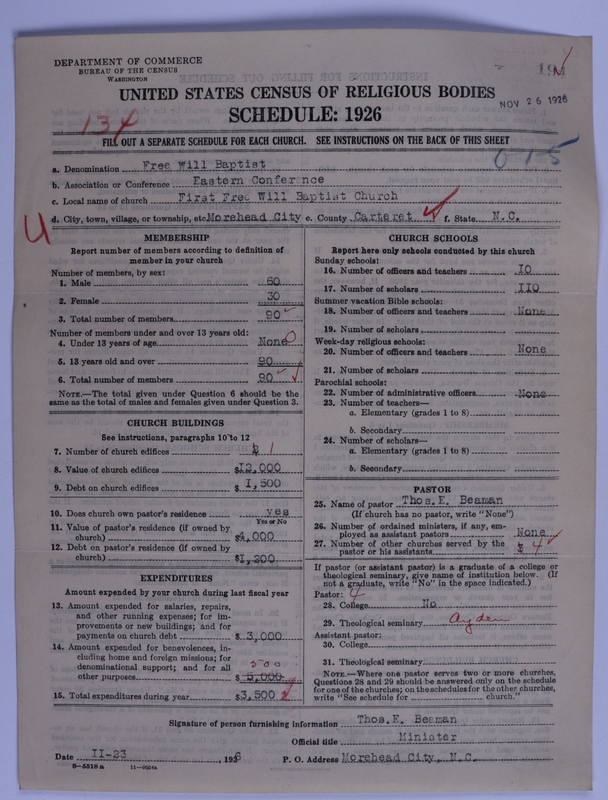 DEPARTMENT OF COMMERCE
BUREAU OF THE CENSUS
WASHINGTON
UNITED STATES CENSUS OF RELIGIOUS BODIES
NOV 26 1926
SCHEDULE: 1926
134
FILL OUT A SEPARATE SCHEDULE FOR EACH CHURCH. SEE INSTRUCTIONS ON THE BACK OF THIS SHEET
015
a. Denomination Free Will Baptist
b. Association or Conference Eastern Conference
c. Local name of church First Free Will Baptist Church
d. City, town, village, or township, etc. Morehead City e. County Carteret f. State N.C.
MEMBERSHIP
Report number of members according to definition of
member in your church
Number of members, by sex:
1. Male 60
2. Female 30
3. Total number of members 90
Number of members under and over 13 years old:
4. Under 13 years of age None 0
5. 13 years old and over 90
6. Total number of members 90
NOTE.—The total given under Question 6 should be the
same as the total of males and females given under Question 3.
CHURCH BUILDINGS
See instructions, paragraphs 10 to 12
7. Number of church edifices 1
8. Value of church edifices $12,000
9. Debt on church edifices $ 1,500
10. Does church own pastor's residence yes
Yes or No
11. Value of pastor's residence (if owned by
church) $4,000
12. Debt on pastor's residence (if owned by
church) $1,200
EXPENDITURES
Amount expended by your church during last fiscal year
13. Amount expended for salaries, repairs,
and other running expenses; for im-
provements or new buildings; and for
payments on church debt $ 3,000
14. Amount expended for benevolences, in-
cluding home and foreign missions; for
denominational support; and for all 500
other purposes $ 5,000
15. Total expenditures during year $3,500
CHURCH SCHOOLS
Report here only schools conducted by this church
Sunday schools:
16. Number of officers and teachers 10
17. Number of scholars 110
Summer vacation Bible schools:
18. Number of officers and teachers None
19. Number of scholars
Week-day religious schools:
20. Number of officers and teachers None
21. Number of scholars
Parochial schools:
22. Number of administrative officers None
23. Number of teachers—
a. Elementary (grades 1 to 8)
b. Secondary
24. Number of scholars—
a. Elementary (grades 1 to 8)
b. Secondary
PASTOR
25. Name of pastor Thos. E. Beaman
(If church has no pastor, write "None")
26. Number of ordained ministers, if any, em-
ployed as assistant pastors None
27. Number of other churches served by the
pastor or his assistants 4
If pastor (or assistant pastor) is a graduate of a college or
theological seminary, give name of institution below. (If
not a graduate, write "No" in the space indicated.)
Pastor: 4
28. College No
29. Theological seminary Ayden
Assistant pastor:
30. College
31. Theological seminary
NOTE.—Where one pastor serves two or more churches,
Questions 28 and 29 should be answered only on the schedule
for one of the churches; on the schedules for the other churches,
write "See schedule for church."
Signature of person furnishing information Thos. E. Beaman
Official title Minister
Date 11-23, 1926 P. O. Address Morehead City, N.C.
8-5518 a